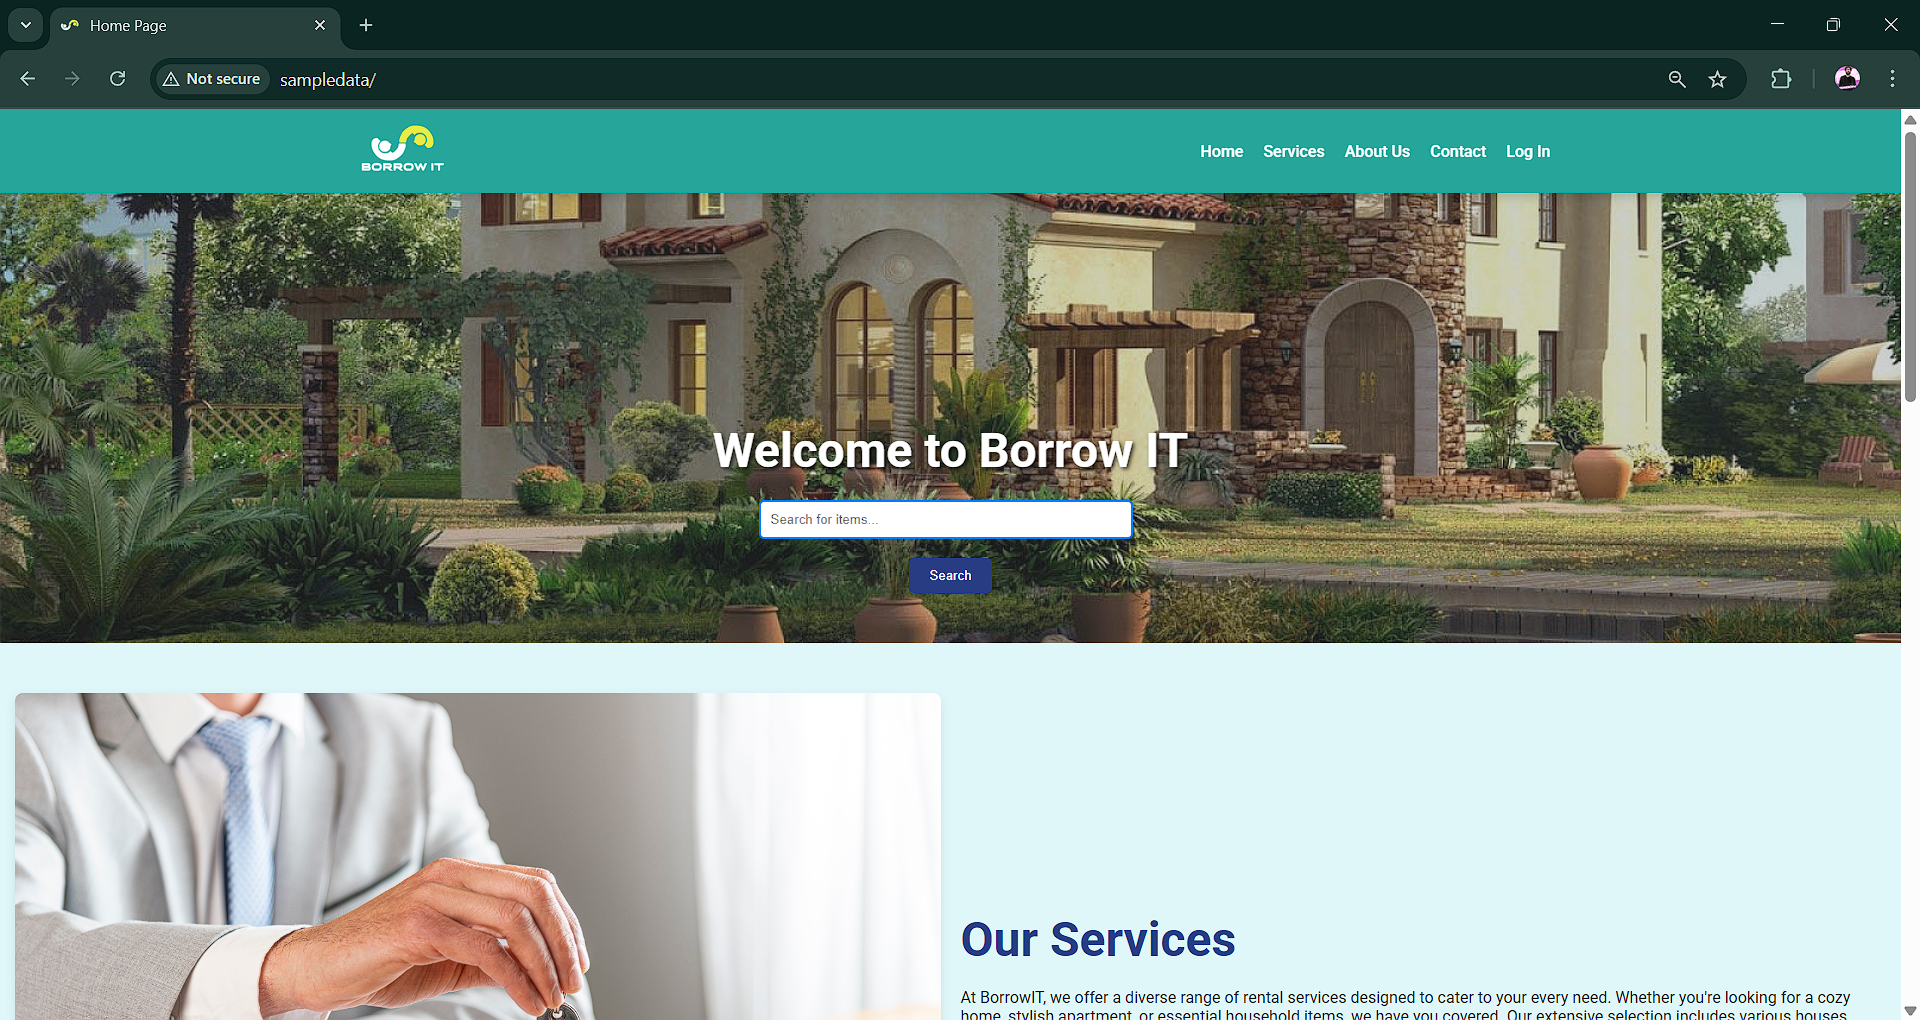 Home Page
Not secure
sampledata/
BORROW IT
Home Services About Us Contact Log In
Welcome to Borrow IT
Search for items...
Search
Our Services
At BorrowIT, we offer a diverse range of rental services designed to cater to your every need. Whether you're looking for a cozy
home, stylish apartment, or essential household items, we have you covered. Our extensive selection includes various houses,